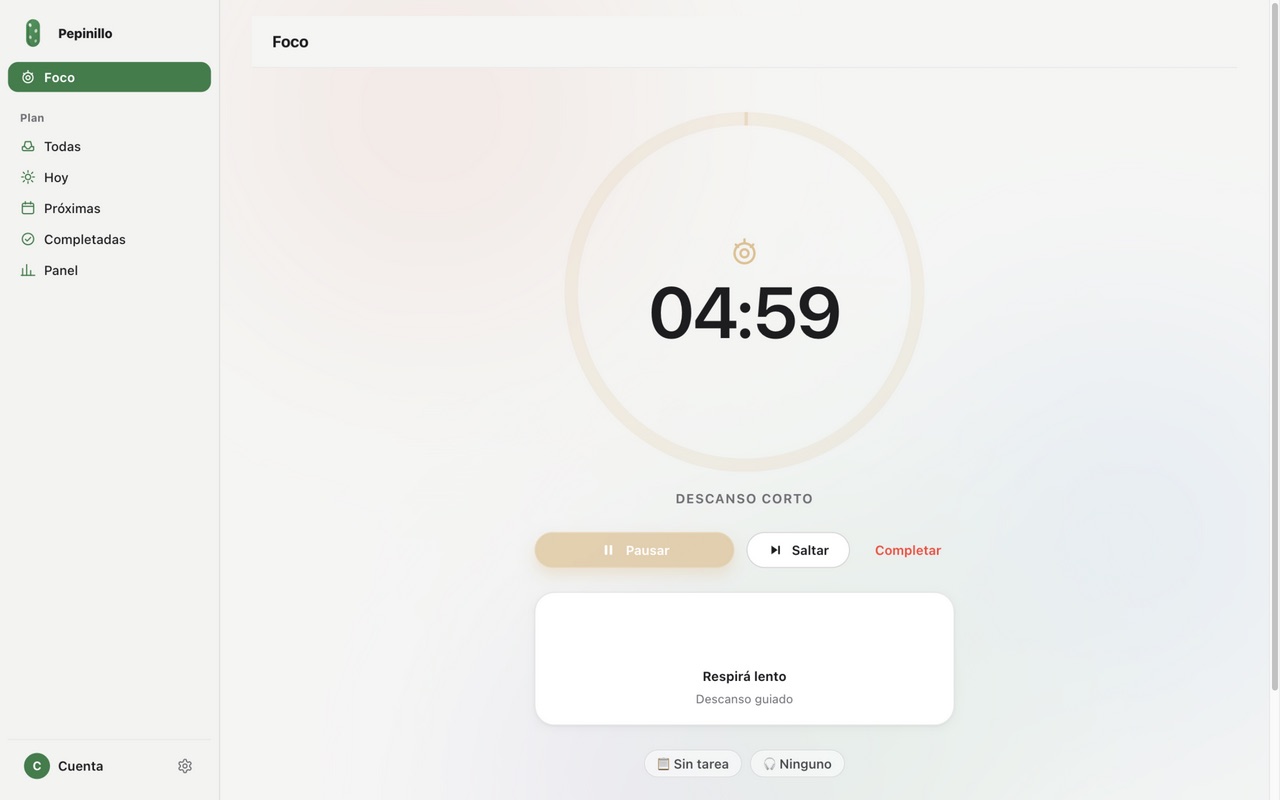 Pepinillo
Foco
Plan
Todas
Hoy
Próximas
Completadas
Panel
C Cuenta
Foco
04:59
DESCANSO CORTO
Pausar
Saltar
Completar
Respirá lento
Descanso guiado
Sin tarea
Ninguno